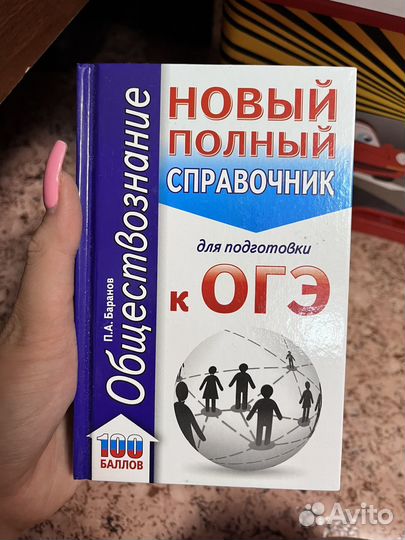 Обществознание
П.А. Баранов
НОВЫЙ
ПОЛНЫЙ
СПРАВОЧНИК
для подготовки
к ОГЭ
100
БАЛЛОВ
Avito